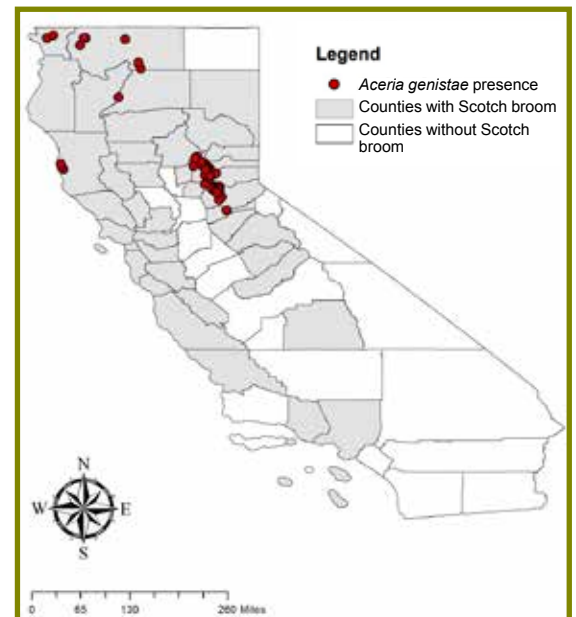 Legend
Aceria genistae presence
Counties with Scotch broom
Counties without Scotch
broom
N
W E
S
0 65 130 260 Miles